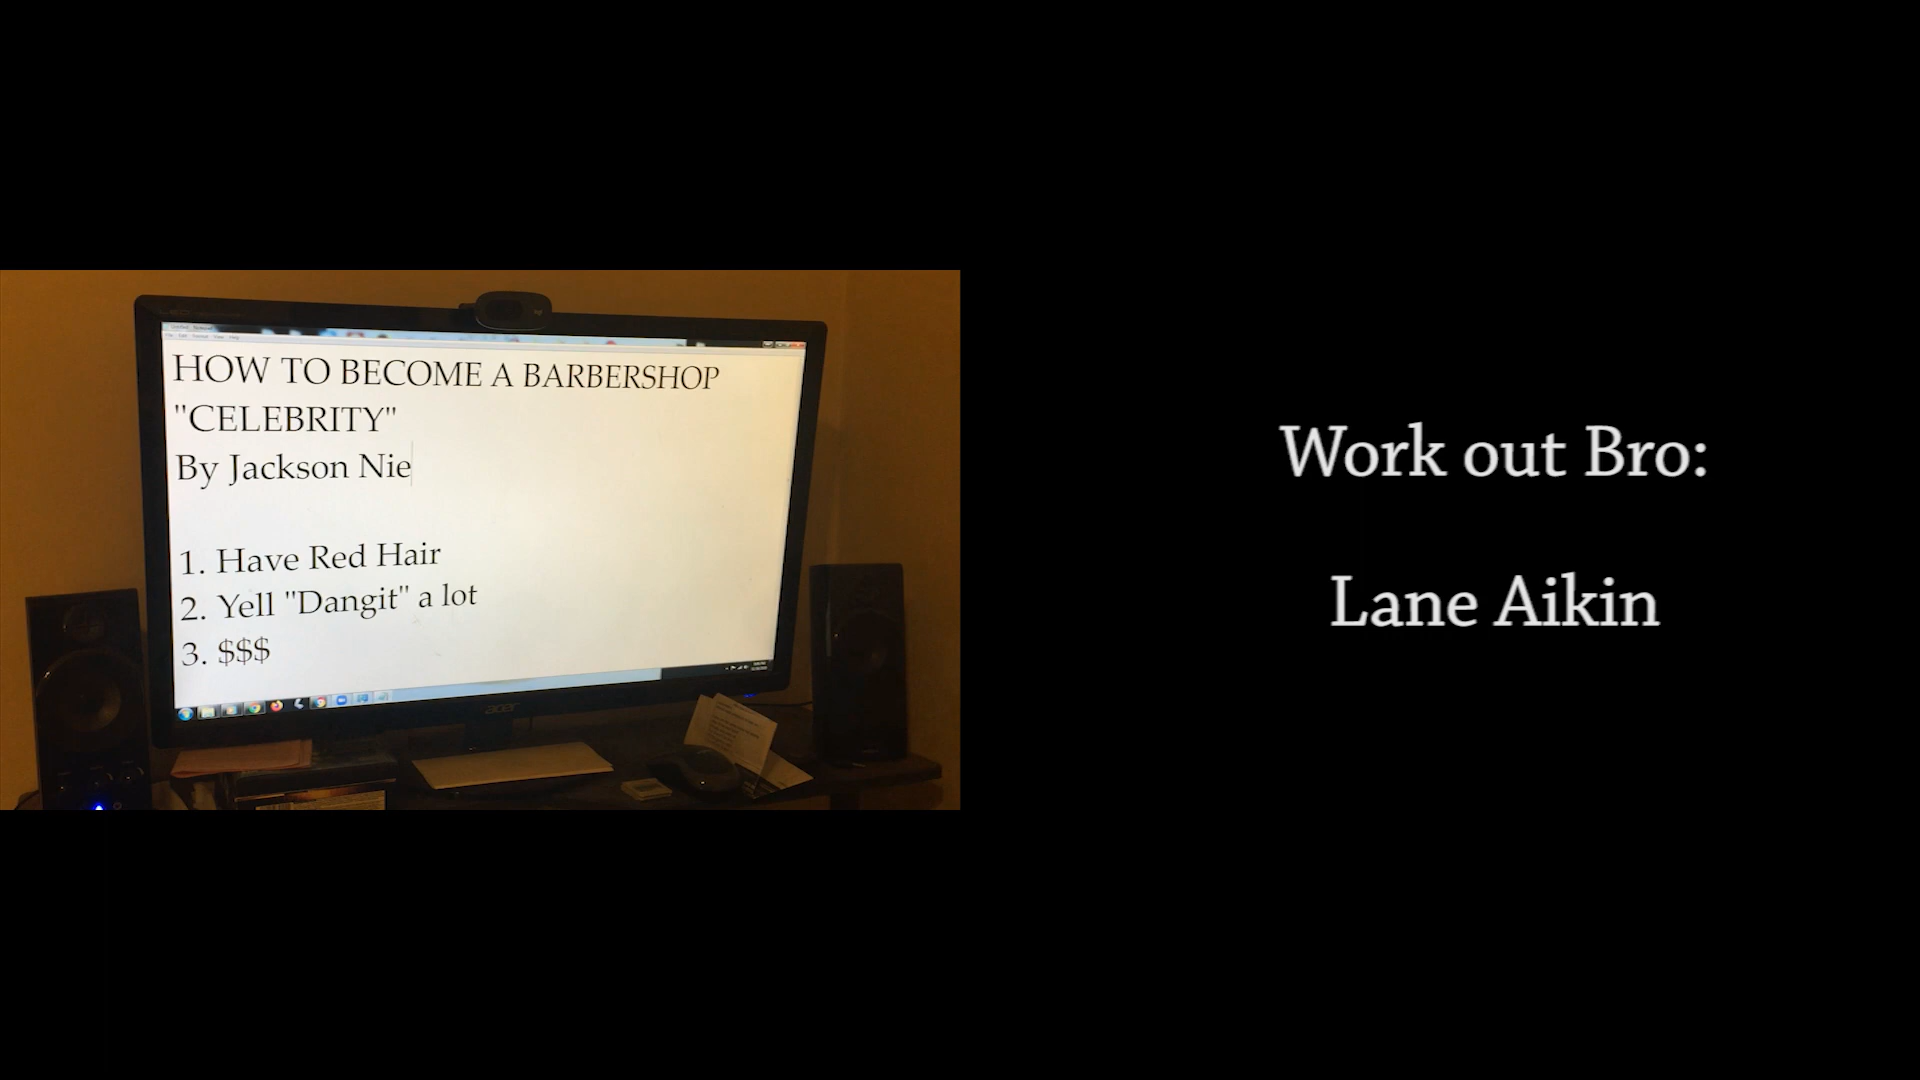 HOW TO BECOME A BARBERSHOP
"CELEBRITY"
By Jackson Nie
1. Have Red Hair
2. Yell "Dangit" a lot
3. $$$
acer
Work out Bro:
Lane Aikin